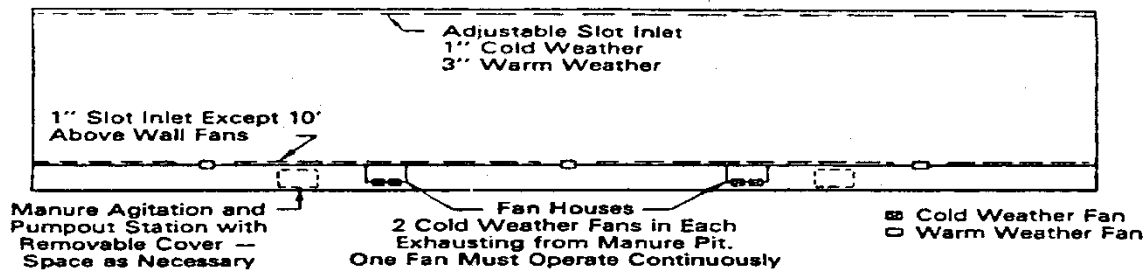 Adjustable Slot Inlet
1" Cold Weather
3" Warm Weather
1" Slot Inlet Except 10'
Above Wall Fans
Manure Agitation and
Pumpout Station with
Removable Cover —
Space as Necessary
Fan Houses
2 Cold Weather Fans in Each
Exhausting from Manure Pit.
One Fan Must Operate Continuously
Cold Weather Fan
Warm Weather Fan